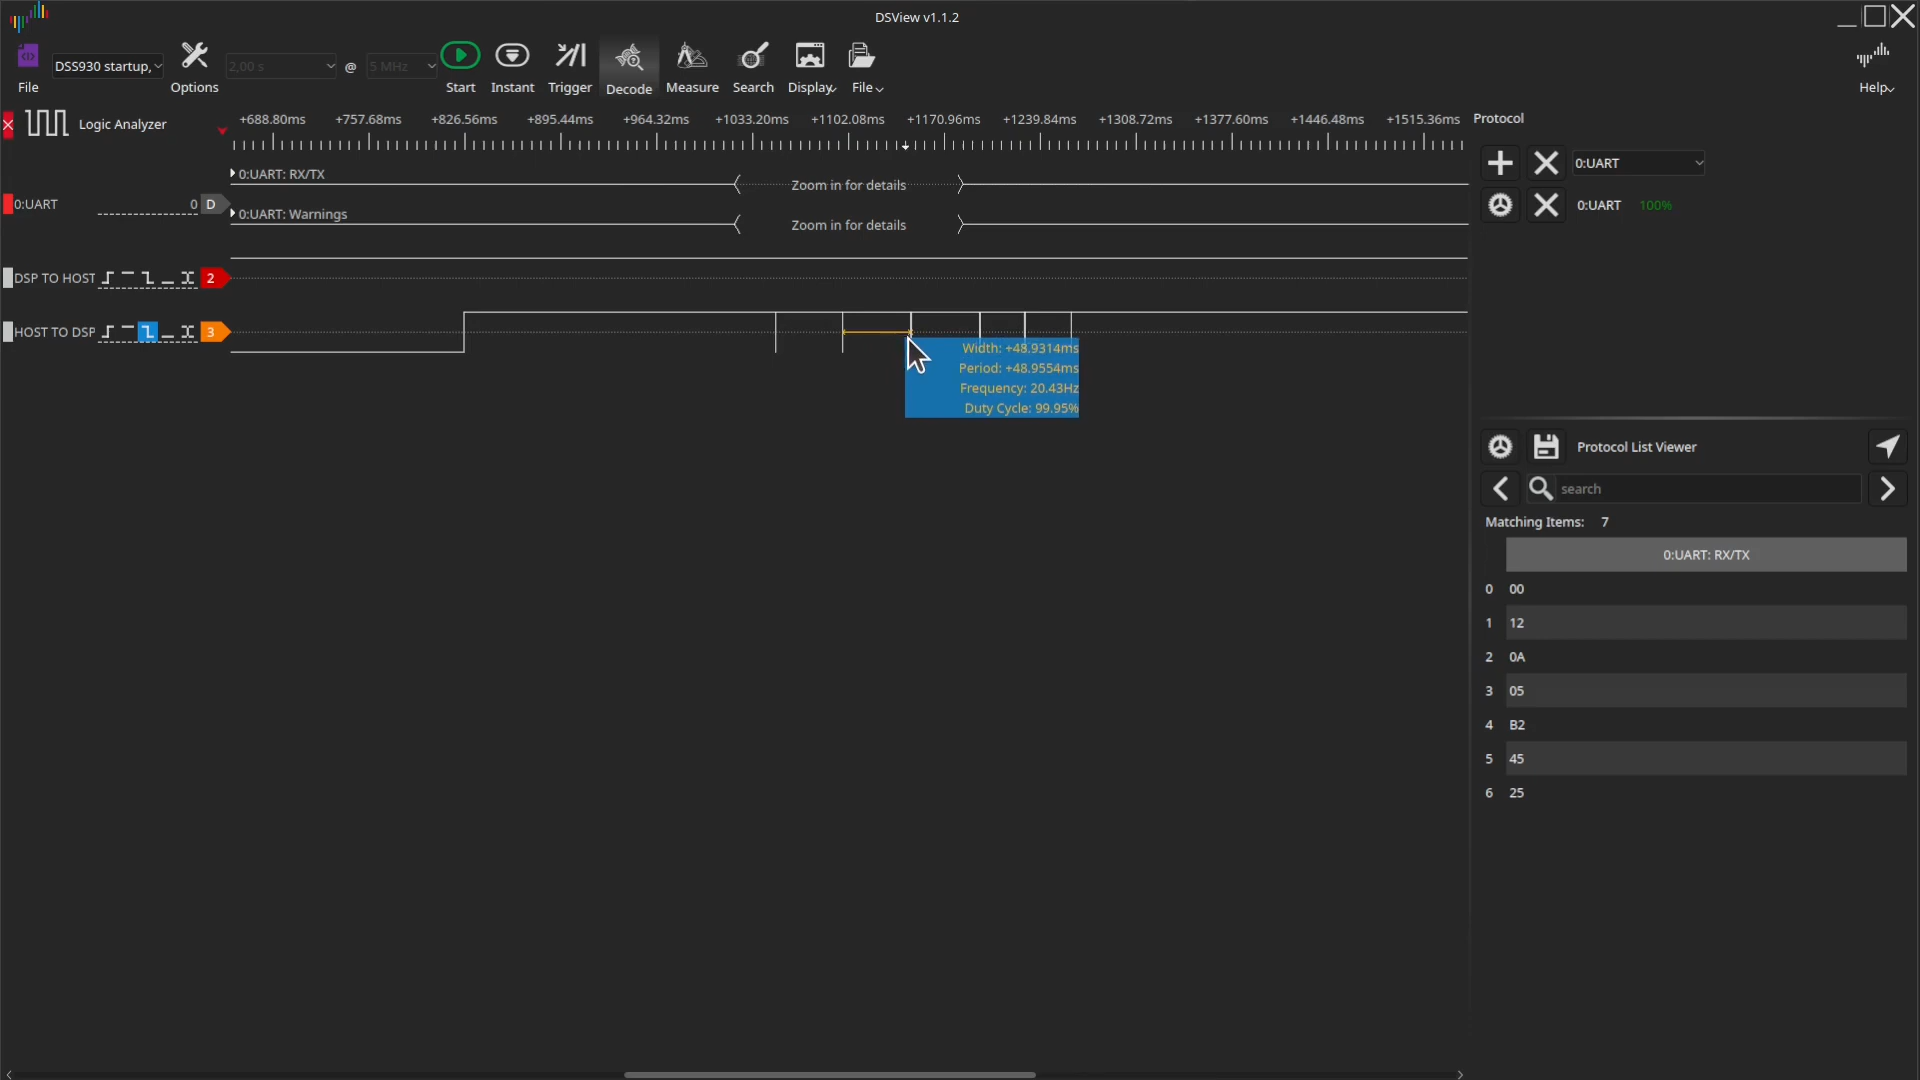 DSView v1.1.2
DSS930 startup,
2,00 s
@
5 MHz
File
Options
Start
Instant
Trigger
Decode
Measure
Search
Display
File
Help
Logic Analyzer
+688.80ms +757.68ms +826.56ms +895.44ms +964.32ms +1033.20ms +1102.08ms +1170.96ms +1239.84ms +1308.72ms +1377.60ms +1446.48ms +1515.36ms
Protocol
0:UART
0:UART: RX/TX
Zoom in for details
0:UART 0 D
0:UART 100%
0:UART: Warnings
Zoom in for details
DSP TO HOST 2
HOST TO DSP 3
Width: +48.9314ms
Period: +48.9554ms
Frequency: 20.43Hz
Duty Cycle: 99.95%
Protocol List Viewer
search
Matching Items: 7
0:UART: RX/TX
0 00
1 12
2 0A
3 05
4 B2
5 45
6 25